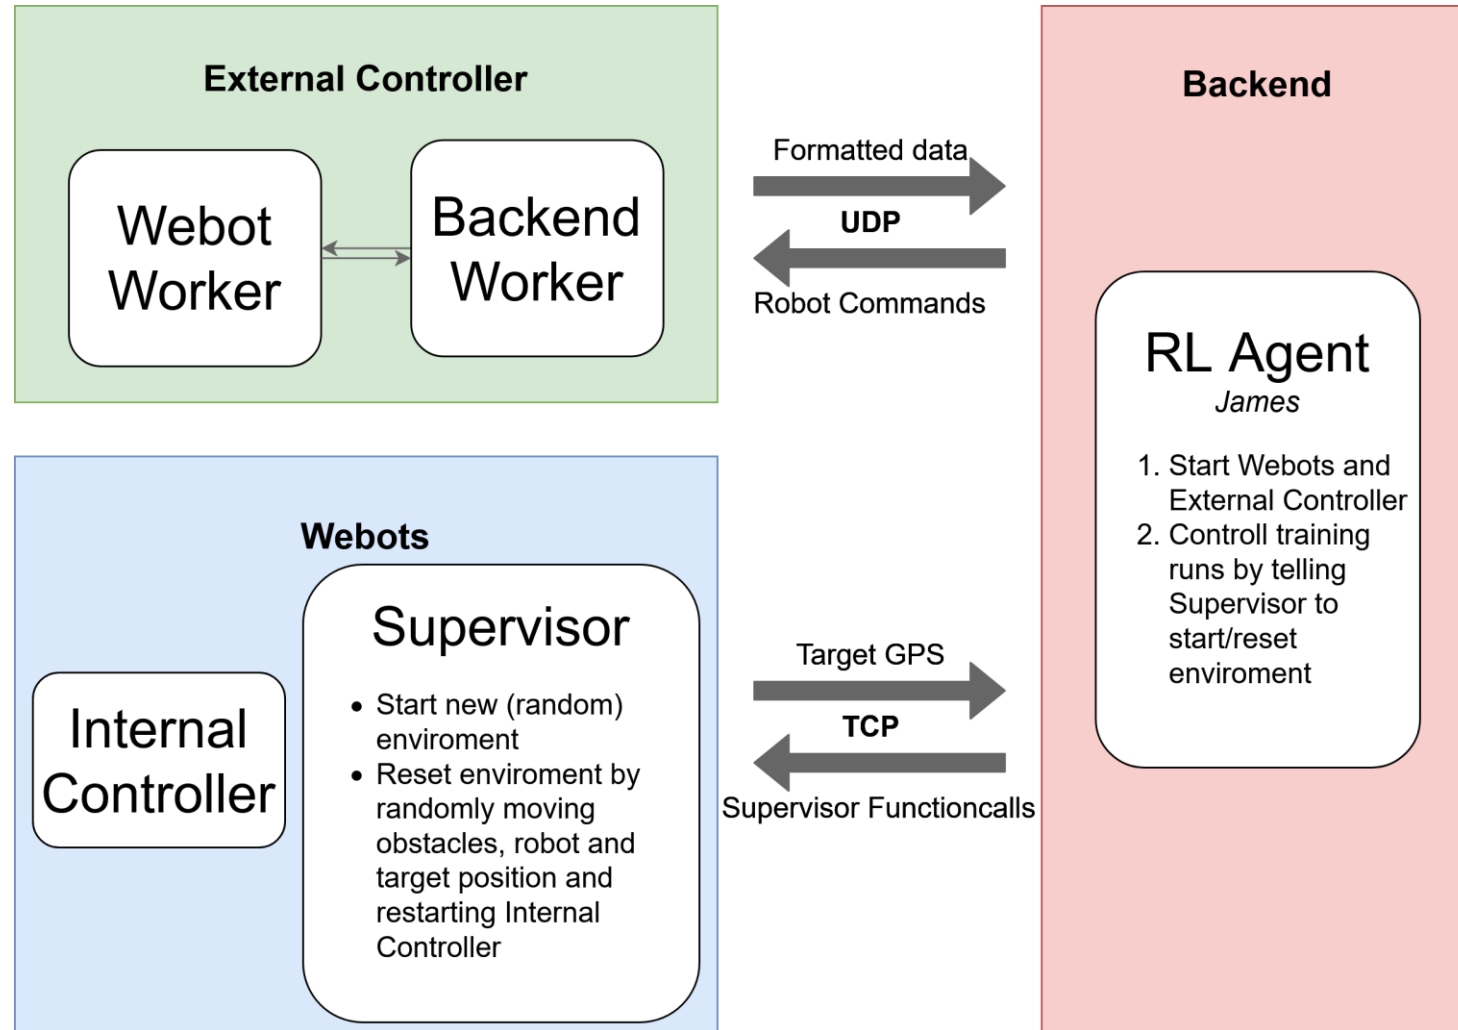 External Controller
Webot
Worker
Backend
Worker
Formatted data
UDP
Robot Commands
Backend
RL Agent
James
1. Start Webots and
External Controller
2. Controll training
runs by telling
Supervisor to
start/reset
enviroment
Webots
Internal
Controller
Supervisor
• Start new (random)
enviroment
• Reset enviroment by
randomly moving
obstacles, robot and
target position and
restarting Internal
Controller
Target GPS
TCP
Supervisor Functioncalls